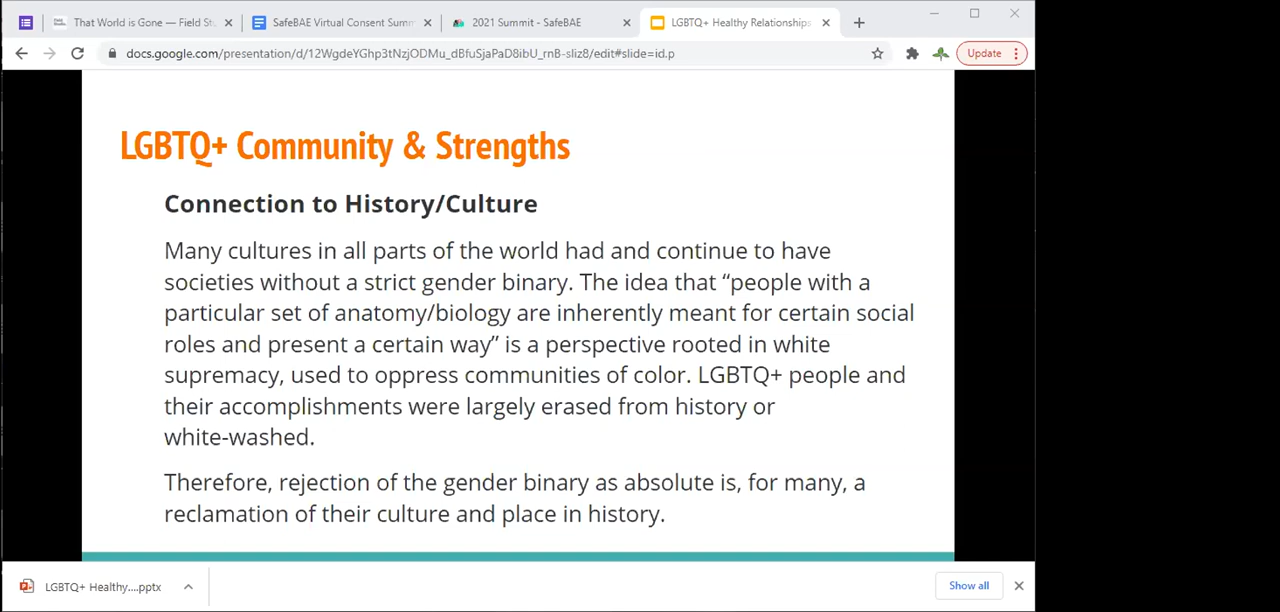 That World is Gone — Field St
SafeBAE Virtual Consent Summ
2021 Summit - SafeBAE
LGBTQ+ Healthy Relationships
docs.google.com/presentation/d/12WgdeYGhp3tNzjODMu_dBfuSjaPaD8ibU_rnB-sliz8/edit#slide=id.p
Update
LGBTQ+ Community & Strengths
Connection to History/Culture
Many cultures in all parts of the world had and continue to have
societies without a strict gender binary. The idea that “people with a
particular set of anatomy/biology are inherently meant for certain social
roles and present a certain way” is a perspective rooted in white
supremacy, used to oppress communities of color. LGBTQ+ people and
their accomplishments were largely erased from history or
white-washed.
Therefore, rejection of the gender binary as absolute is, for many, a
reclamation of their culture and place in history.
LGBTQ+ Healthy....pptx
Show all